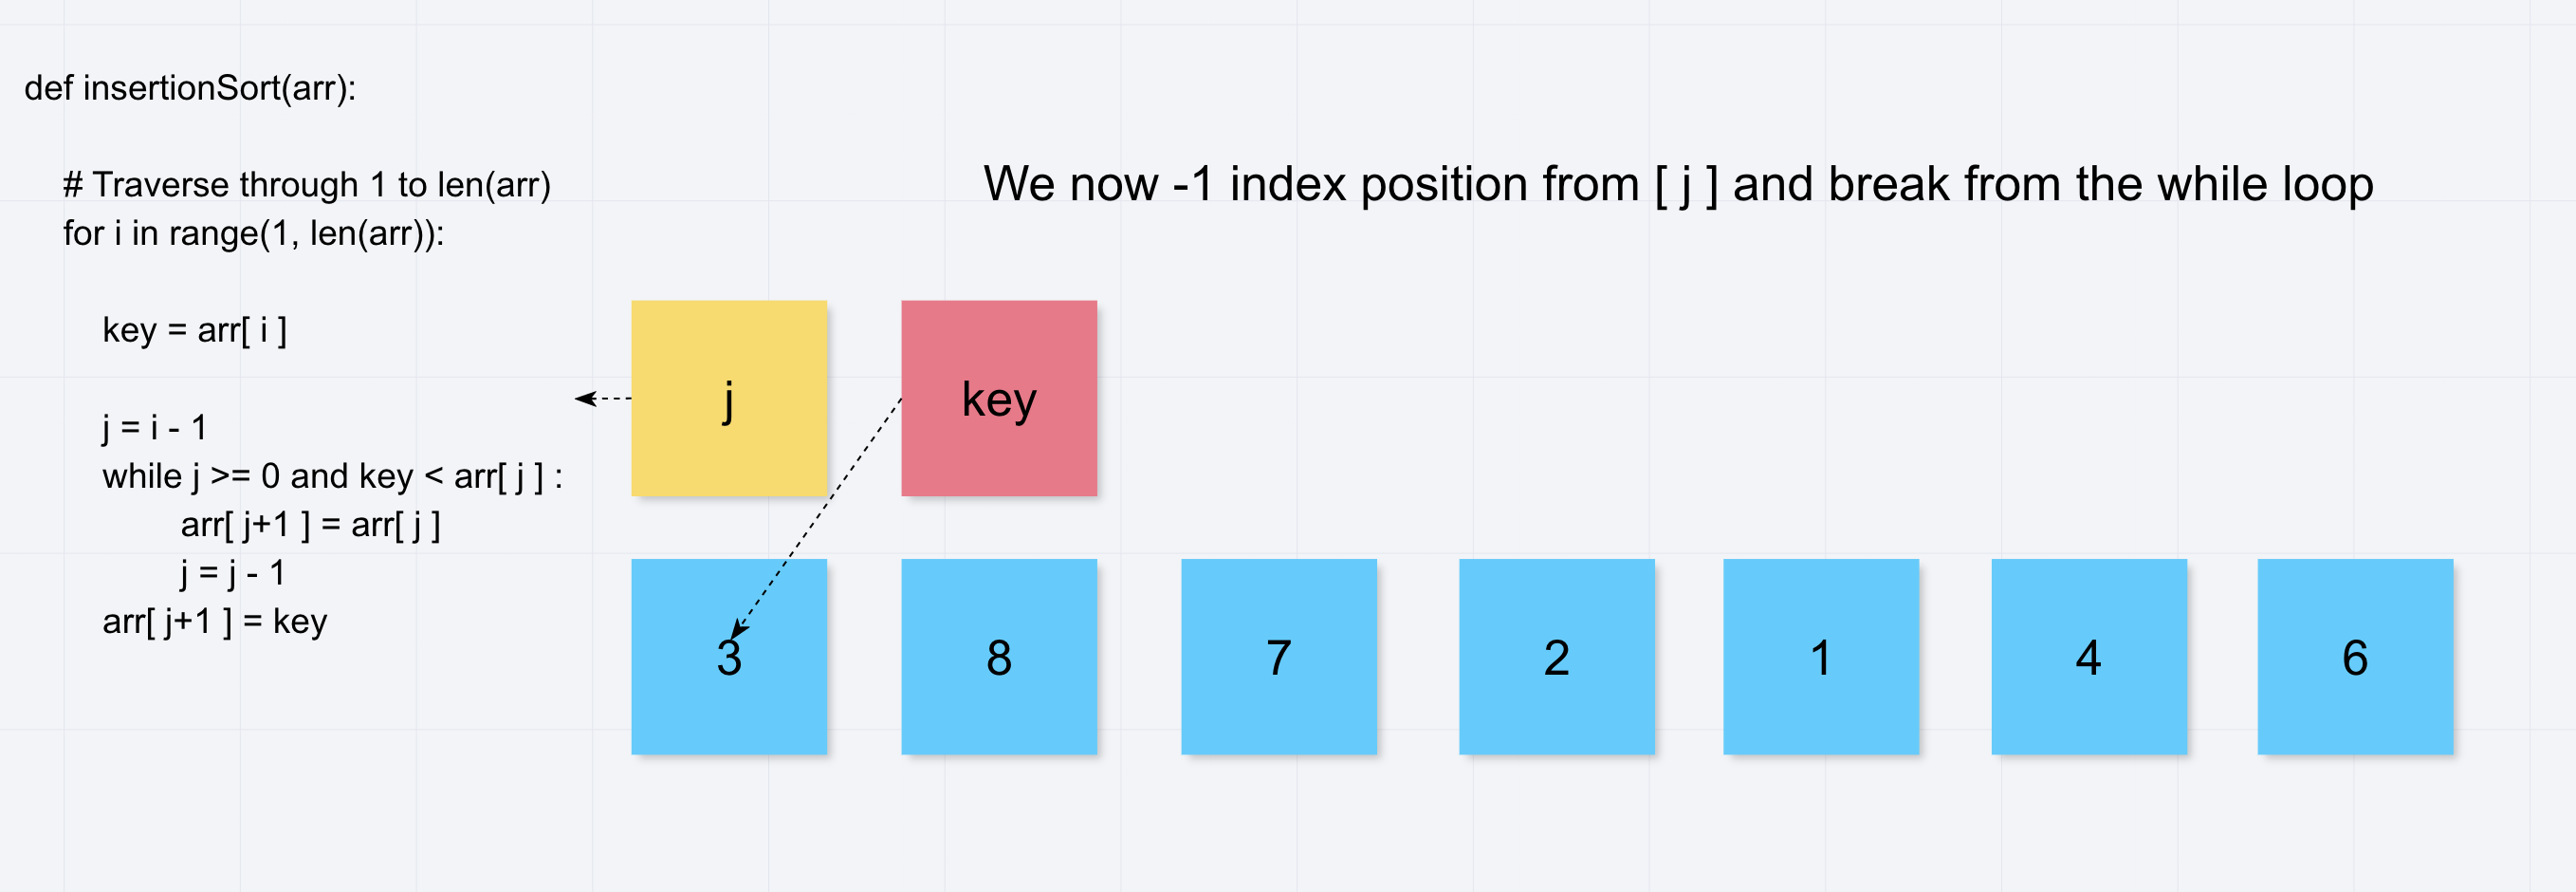 def insertionSort(arr):
# Traverse through 1 to len(arr)
for i in range(1, len(arr)):
key = arr[ i ]
j = i - 1
while j >= 0 and key < arr[ j ] :
arr[ j+1 ] = arr[ j ]
j = j - 1
arr[ j+1 ] = key
We now -1 index position from [ j ] and break from the while loop
j
key
3
8
7
2
1
4
6